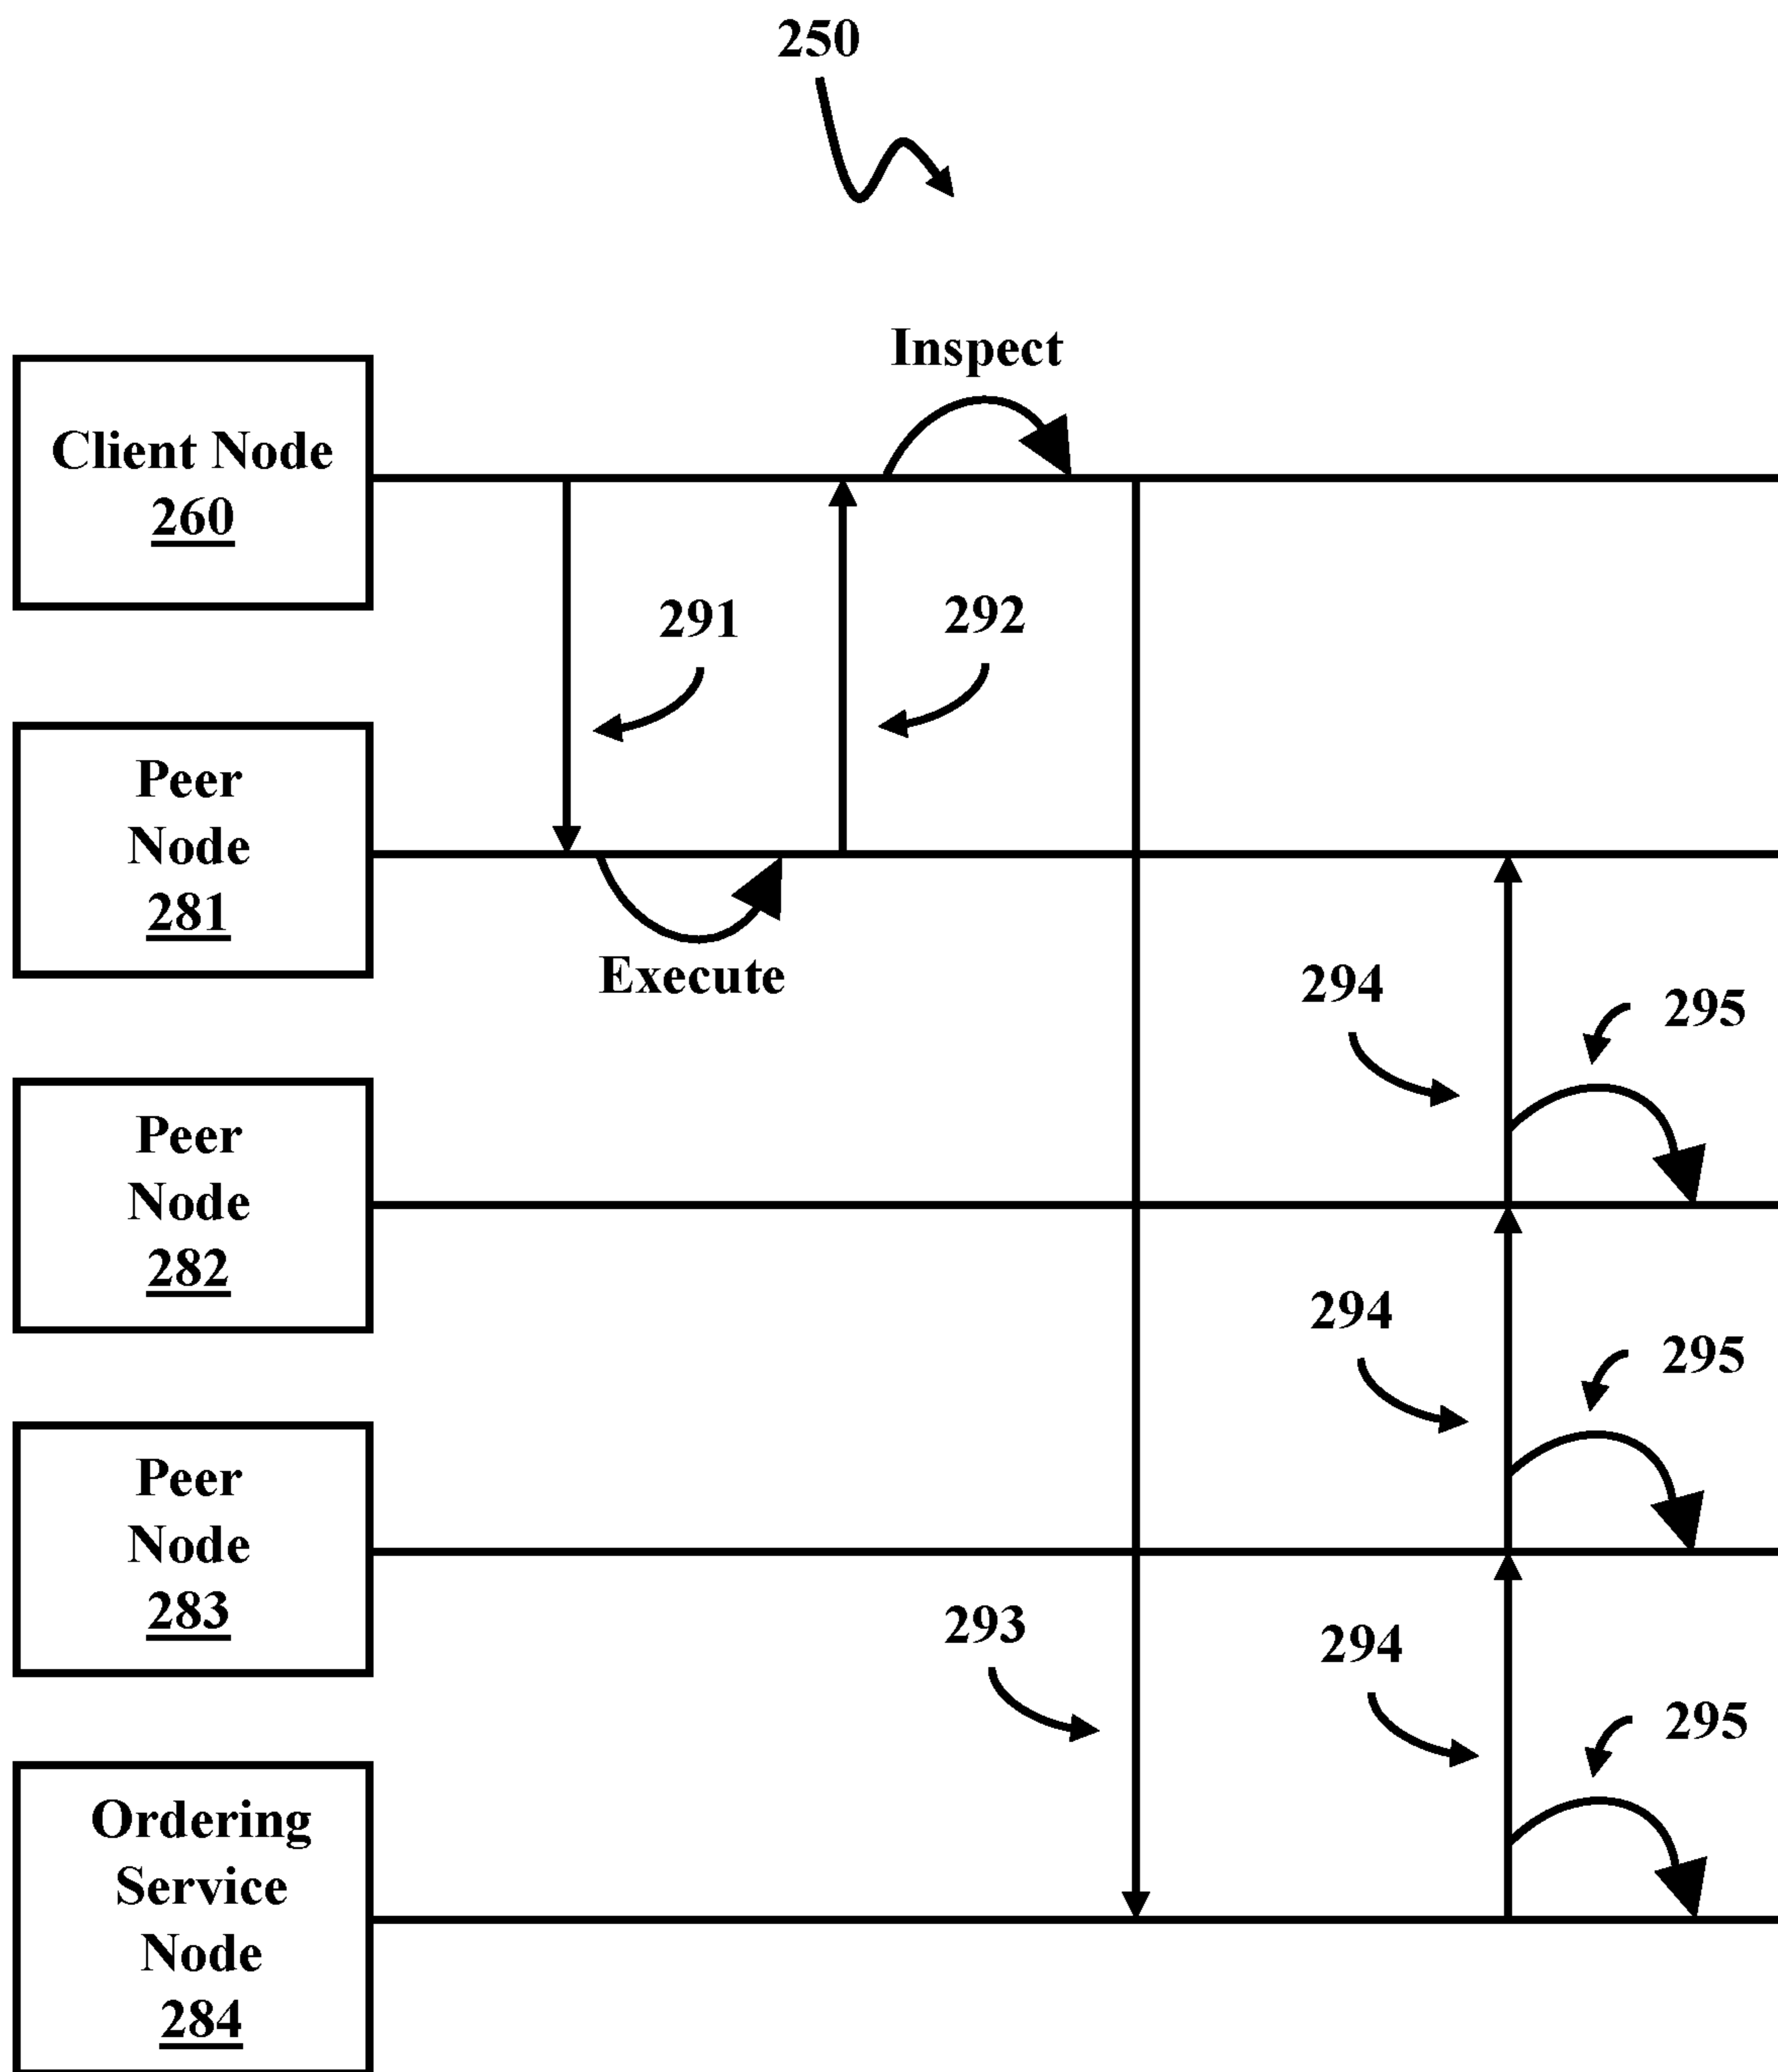 250
Inspect
Client Node
260
291
292
Peer
Node
281
Execute
294
295
Peer
Node
282
294
295
Peer
Node
283
293
294
295
Ordering
Service
Node
284